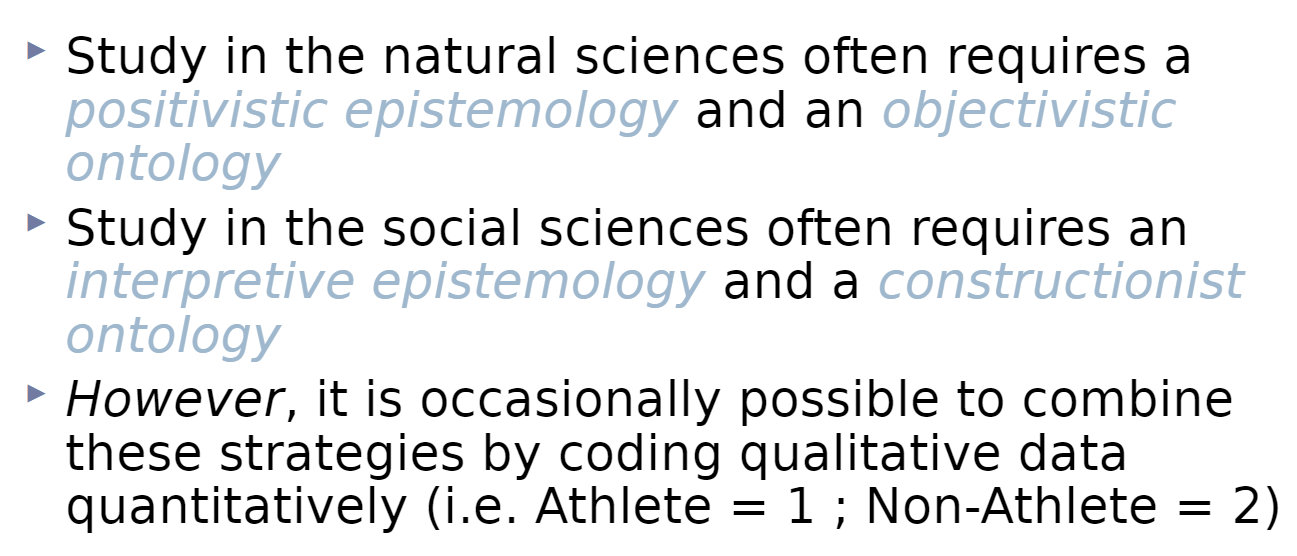 Study in the natural sciences often requires a
positivistic epistemology and an objectivistic
ontology
Study in the social sciences often requires an
interpretive epistemology and a constructionist
ontology
However, it is occasionally possible to combine
these strategies by coding qualitative data
quantitatively (i.e. Athlete = 1 ; Non-Athlete = 2)